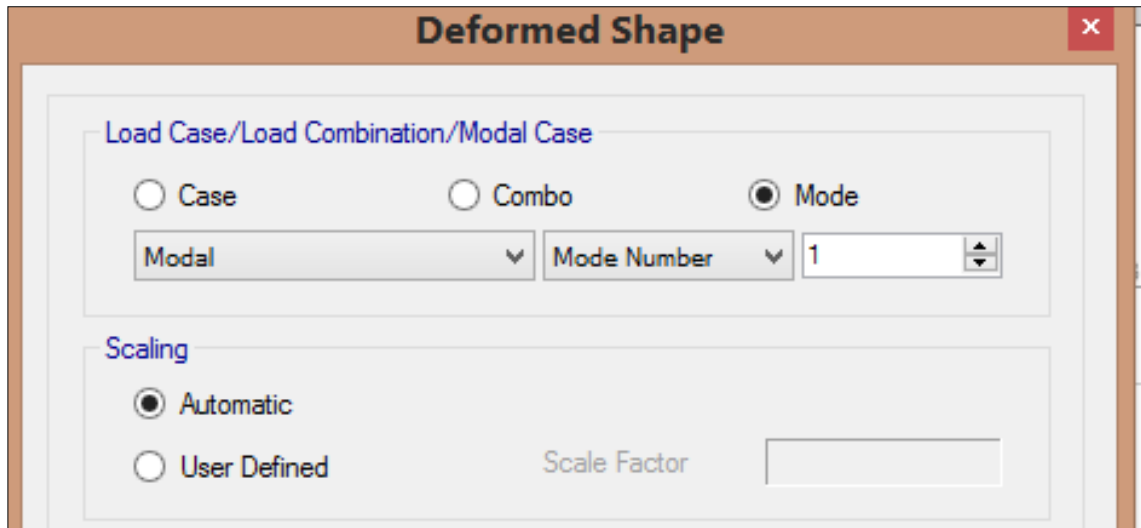 Deformed Shape
Load Case/Load Combination/Modal Case
Case Combo Mode
Modal Mode Number 1
Scaling
Automatic
User Defined Scale Factor